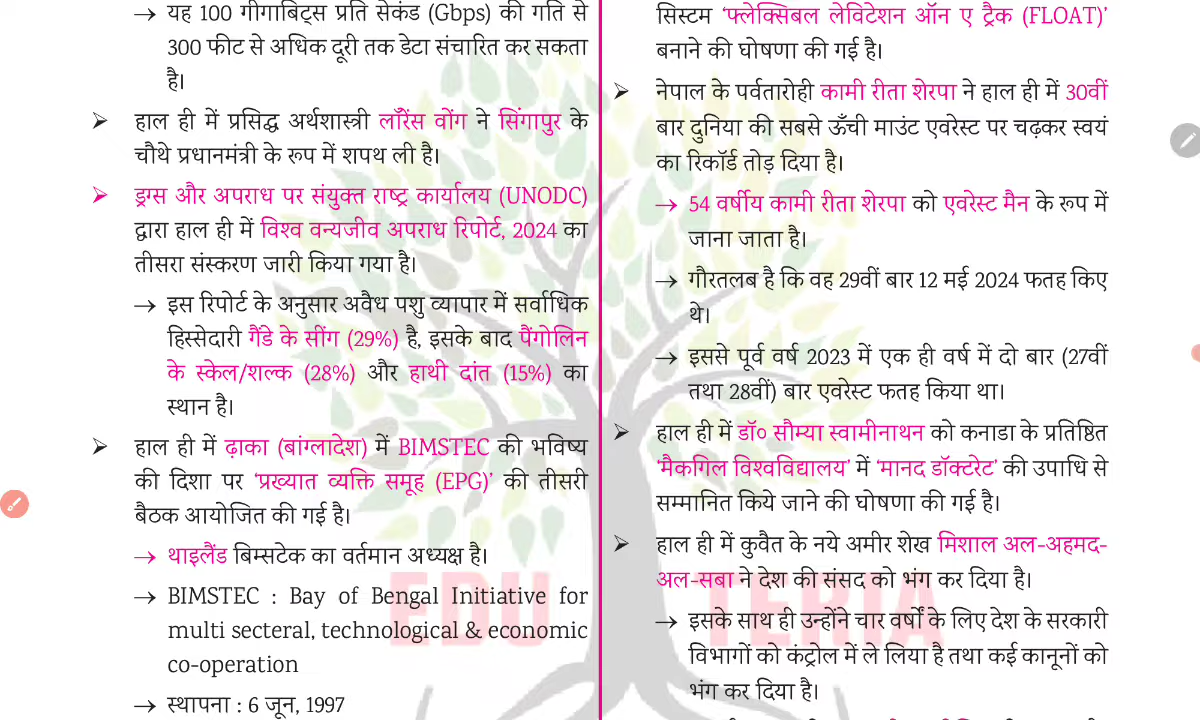 → यह 100 गीगाबिट्स प्रति सेकंड (Gbps) की गति से
300 फीट से अधिक दूरी तक डेटा संचारित कर सकता
है।
➢ हाल ही में प्रसिद्ध अर्थशास्त्री लॉरेंस वोंग ने सिंगापुर के
चौथे प्रधानमंत्री के रूप में शपथ ली है।
➢ ड्रग्स और अपराध पर संयुक्त राष्ट्र कार्यालय (UNODC)
द्वारा हाल ही में विश्व वन्यजीव अपराध रिपोर्ट, 2024 का
तीसरा संस्करण जारी किया गया है।
→ इस रिपोर्ट के अनुसार अवैध पशु व्यापार में सर्वाधिक
हिस्सेदारी गैंडे के सींग (29%) है, इसके बाद पैंगोलिन
के स्केल/शल्क (28%) और हाथी दांत (15%) का
स्थान है।
➢ हाल ही में ढ़ाका (बांग्लादेश) में BIMSTEC की भविष्य
की दिशा पर 'प्रख्यात व्यक्ति समूह (EPG)' की तीसरी
बैठक आयोजित की गई है।
→ थाइलैंड बिम्सटेक का वर्तमान अध्यक्ष है।
→ BIMSTEC : Bay of Bengal Initiative for
multi secteral, technological & economic
co-operation
→ स्थापना : 6 जून, 1997
सिस्टम 'फ्लेक्सिबल लेविटेशन ऑन ए ट्रैक (FLOAT)'
बनाने की घोषणा की गई है।
➢ नेपाल के पर्वतारोही कामी रीता शेरपा ने हाल ही में 30वीं
बार दुनिया की सबसे ऊँची माउंट एवरेस्ट पर चढ़कर स्वयं
का रिकॉर्ड तोड़ दिया है।
→ 54 वर्षीय कामी रीता शेरपा को एवरेस्ट मैन के रूप में
जाना जाता है।
→ गौरतलब है कि वह 29वीं बार 12 मई 2024 फतह किए
थे।
→ इससे पूर्व वर्ष 2023 में एक ही वर्ष में दो बार (27वीं
तथा 28वीं) बार एवरेस्ट फतह किया था।
➢ हाल ही में डॉ० सौम्या स्वामीनाथन को कनाडा के प्रतिष्ठित
'मैकगिल विश्वविद्यालय' में 'मानद डॉक्टरेट' की उपाधि से
सम्मानित किये जाने की घोषणा की गई है।
➢ हाल ही में कुवैत के नये अमीर शेख मिशाल अल-अहमद-
अल-सबा ने देश की संसद को भंग कर दिया है।
→ इसके साथ ही उन्होंने चार वर्षों के लिए देश के सरकारी
विभागों को कंट्रोल में ले लिया है तथा कई कानूनों को
भंग कर दिया है।
EDU TERIA